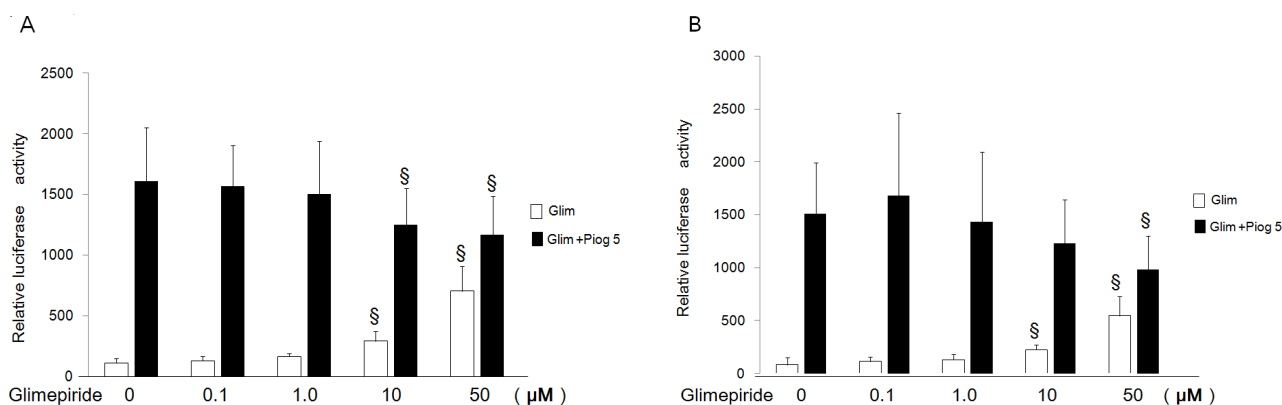 A
2500
2000
1500
1000
500
0
Relative luciferase activity
§ §
§
§
Glim
Glim +Piog 5
Glimepiride 0 0.1 1.0 10 50 ( µM )
B
3000
2500
2000
1500
1000
500
0
Relative luciferase activity
§
§
§
Glim
Glim +Piog 5
Glimepiride 0 0.1 1.0 10 50 ( µM )